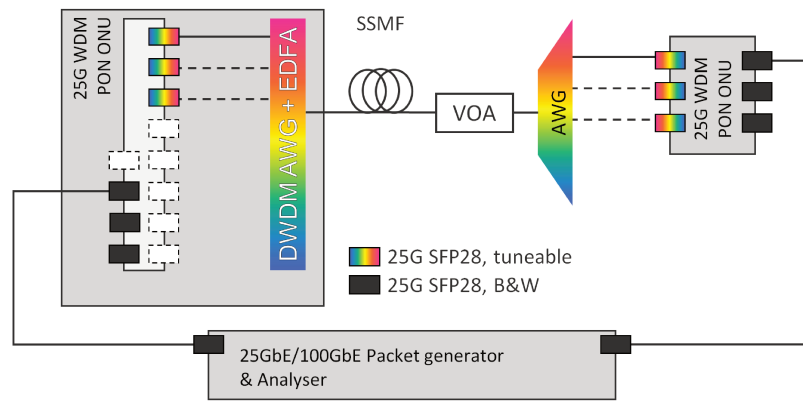 25G WDM
PON ONU
DWDM AWG + EDFA
SSMF
VOA
AWG
25G WDM
PON ONU
25G SFP28, tuneable
25G SFP28, B&W
25GbE/100GbE Packet generator
& Analyser